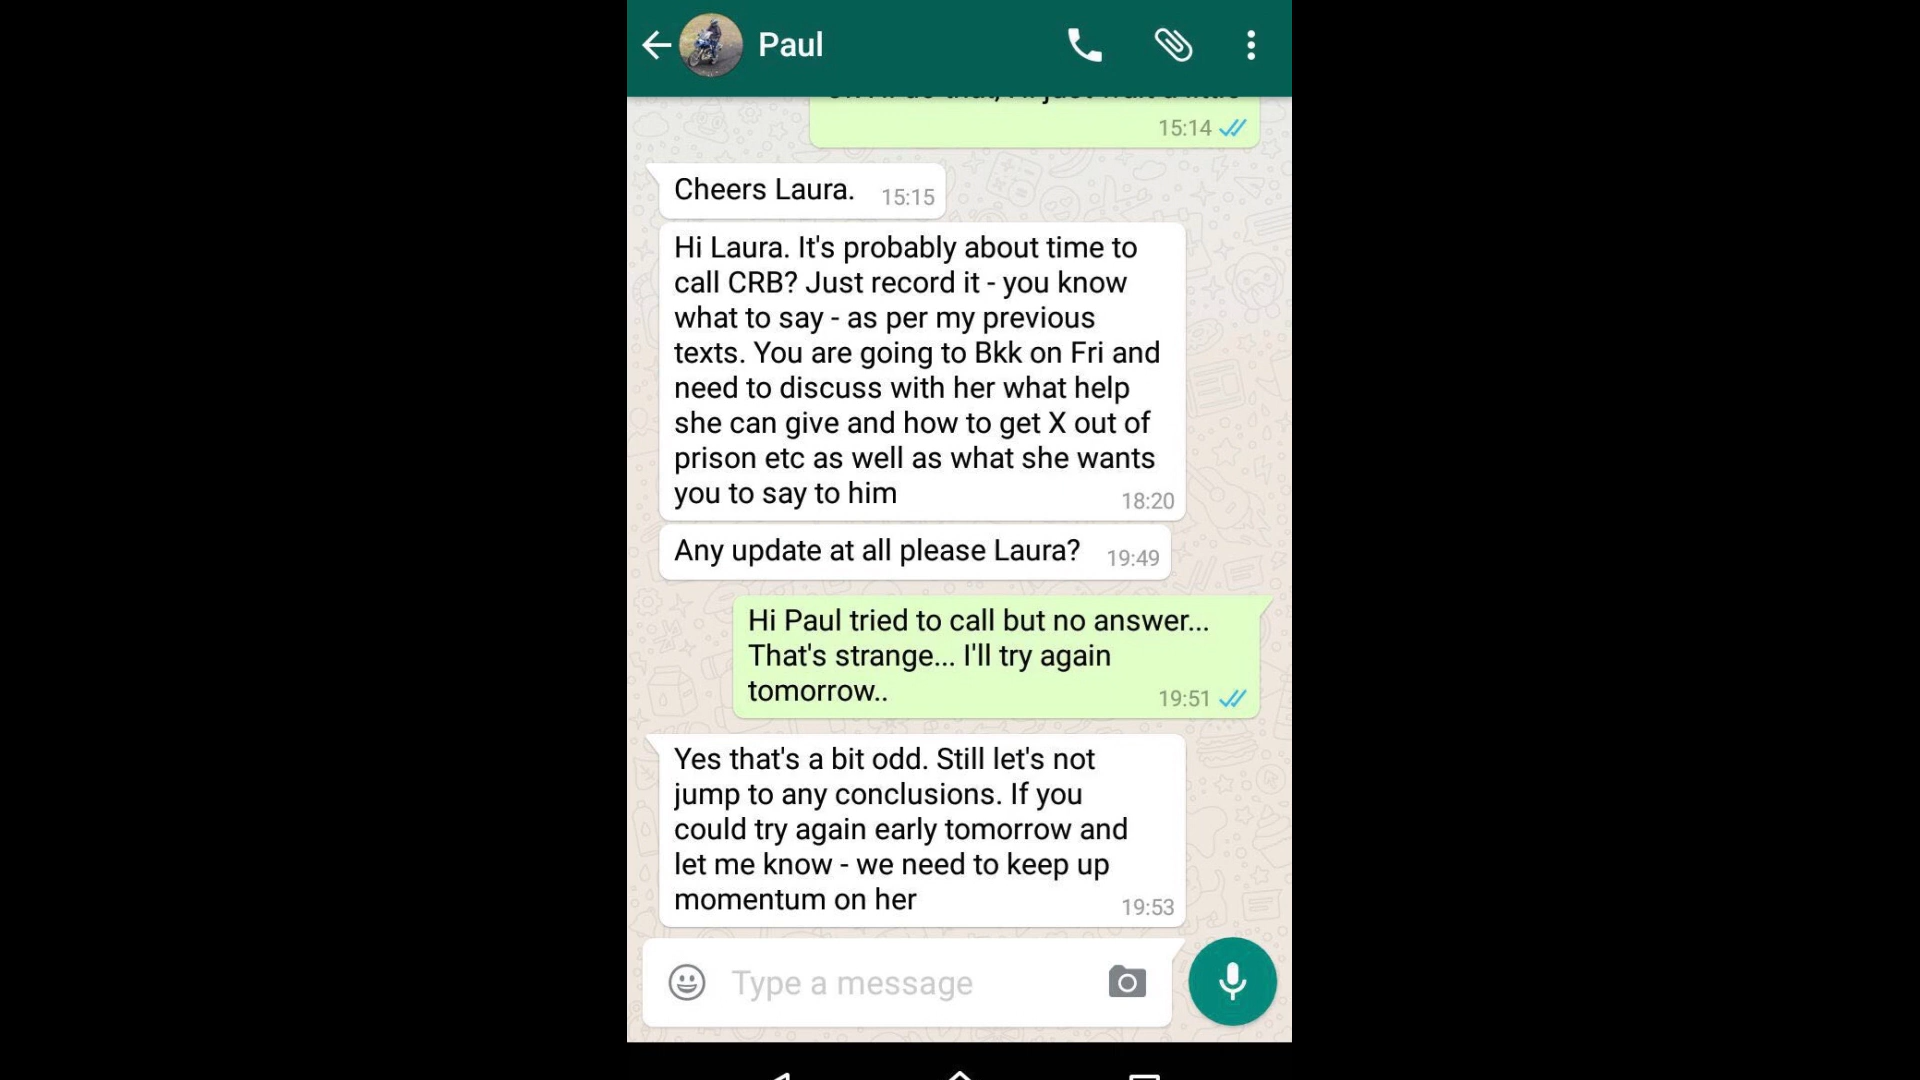 Paul
15:14
Cheers Laura. 15:15
Hi Laura. It's probably about time to
call CRB? Just record it - you know
what to say - as per my previous
texts. You are going to Bkk on Fri and
need to discuss with her what help
she can give and how to get X out of
prison etc as well as what she wants
you to say to him 18:20
Any update at all please Laura? 19:49
Hi Paul tried to call but no answer...
That's strange... I'll try again
tomorrow.. 19:51
Yes that's a bit odd. Still let's not
jump to any conclusions. If you
could try again early tomorrow and
let me know - we need to keep up
momentum on her 19:53
Type a message